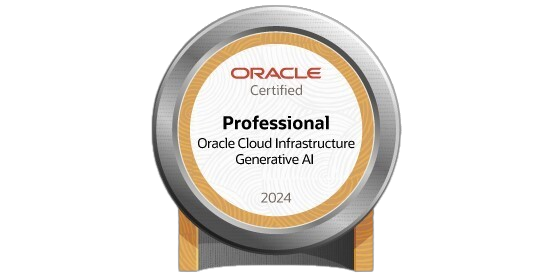 ORACLE
Certified
Professional
Oracle Cloud Infrastructure
Generative AI
2024